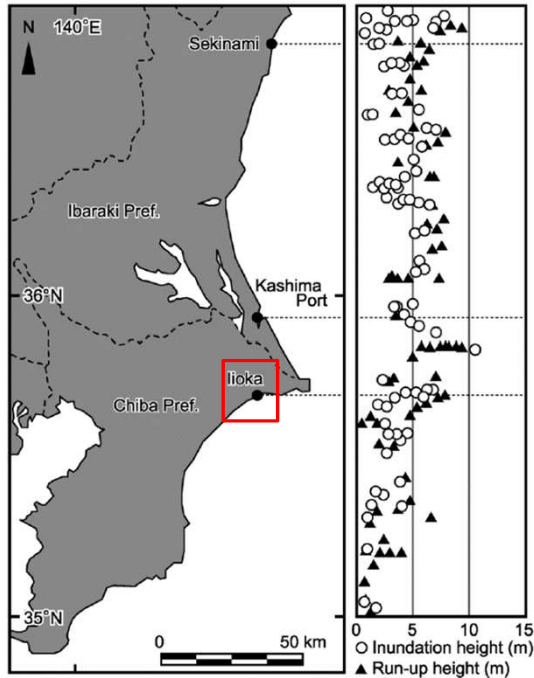 140°E
N
Sekinami
Ibaraki Pref.
Kashima
Port
36°N
Iioka
Chiba Pref.
35°N
0 50 km
0 5 10 15
Inundation height (m)
Run-up height (m)